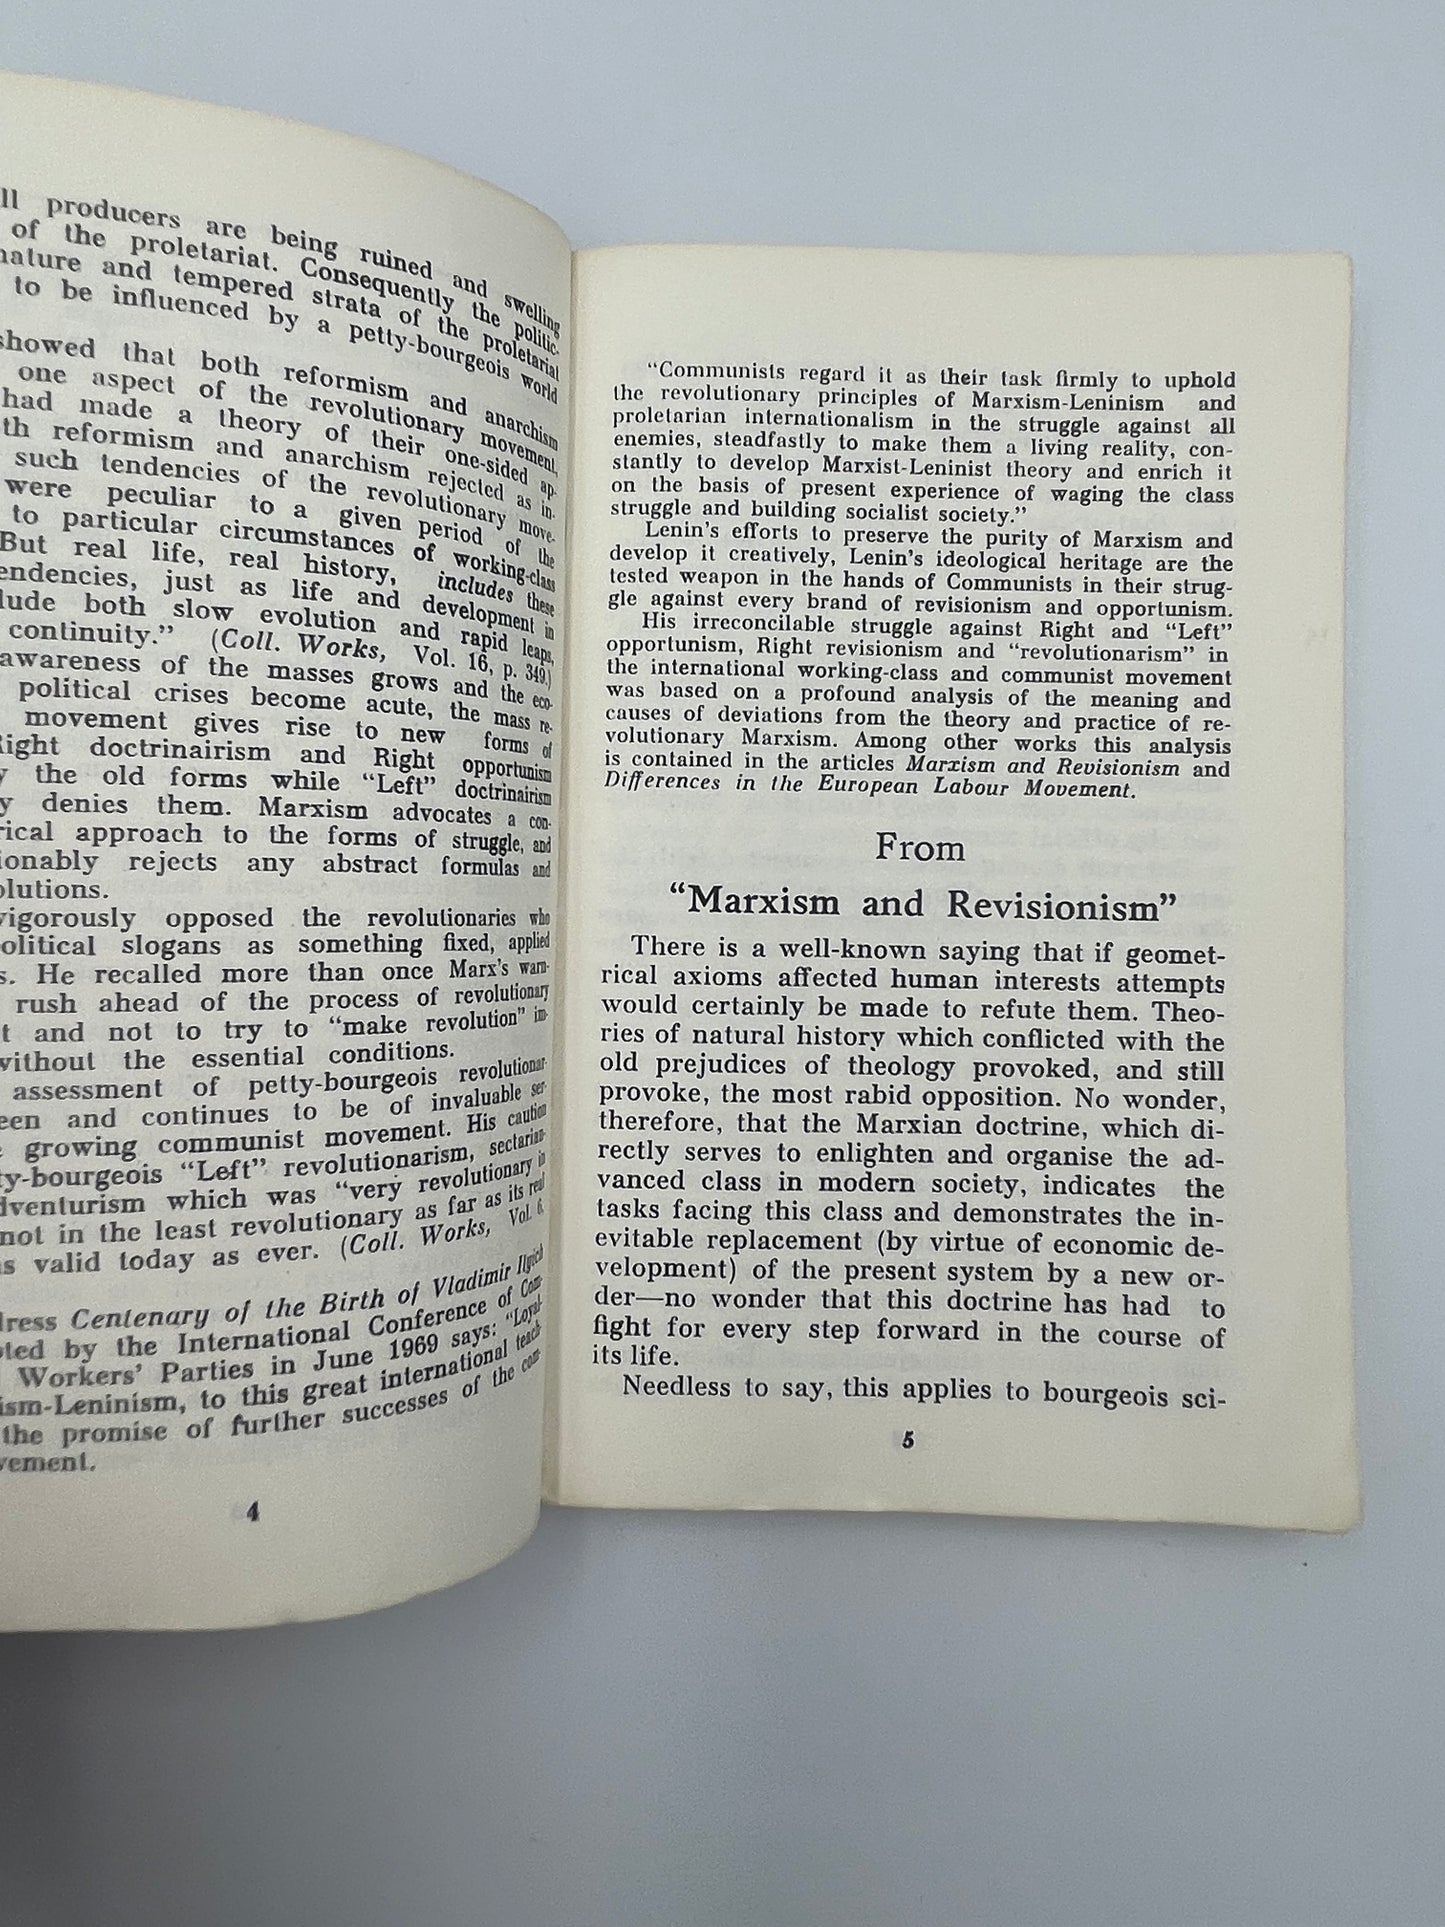 producers are being ruined and swelling
of the proletariat. Consequently the politic-
and tempered strata of the proletariat
to be influenced by a petty-bourgeois world
showed that both reformism and anarchism
one aspect of the revolutionary movement,
had made a theory of their one-sided ap-
reformism and anarchism rejected as in-
such tendencies of the revolutionary move-
were peculiar to a given period of the
to particular circumstances of working-class
But real life, real history, includes these
tendencies, just as life and development in
both slow evolution and rapid leaps,
continuity.” (Coll. Works, Vol. 16, p. 349.)
awareness of the masses grows and the eco-
political crises become acute, the mass re-
movement gives rise to new forms of
Right doctrinairism and Right opportunism
the old forms while “Left” doctrinairism
denies them. Marxism advocates a con-
approach to the forms of struggle, and
rejects any abstract formulas and
vigorously opposed the revolutionaries who
political slogans as something fixed, applied
He recalled more than once Marx’s warn-
rush ahead of the process of revolutionary
and not to try to “make revolution” im-
without the essential conditions.
assessment of petty-bourgeois revolutionar-
and continues to be of invaluable ser-
growing communist movement. His caution
“Left” revolutionarism, sectarian-
which was “very revolutionary in
not in the least revolutionary as far as its real
valid today as ever. (Coll. Works, Vol. 6,
Centenary of the Birth of Vladimir Ilyich
by the International Conference of Com-
Workers’ Parties in June 1969 says: “Loyal-
ism-Leninism, to this great international teach-
the promise of further successes of the com-
4
“Communists regard it as their task firmly to uphold
the revolutionary principles of Marxism-Leninism and
proletarian internationalism in the struggle against all
enemies, steadfastly to make them a living reality, con-
stantly to develop Marxist-Leninist theory and enrich it
on the basis of present experience of waging the class
struggle and building socialist society.”
Lenin’s efforts to preserve the purity of Marxism and
develop it creatively, Lenin’s ideological heritage are the
tested weapon in the hands of Communists in their strug-
gle against every brand of revisionism and opportunism.
His irreconcilable struggle against Right and “Left”
opportunism, Right revisionism and “revolutionarism” in
the international working-class and communist movement
was based on a profound analysis of the meaning and
causes of deviations from the theory and practice of re-
volutionary Marxism. Among other works this analysis
is contained in the articles Marxism and Revisionism and
Differences in the European Labour Movement.
From
“Marxism and Revisionism”
There is a well-known saying that if geomet-
rical axioms affected human interests attempts
would certainly be made to refute them. Theo-
ries of natural history which conflicted with the
old prejudices of theology provoked, and still
provoke, the most rabid opposition. No wonder,
therefore, that the Marxian doctrine, which di-
rectly serves to enlighten and organise the ad-
vanced class in modern society, indicates the
tasks facing this class and demonstrates the in-
evitable replacement (by virtue of economic de-
velopment) of the present system by a new or-
der—no wonder that this doctrine has had to
fight for every step forward in the course of
its life.
Needless to say, this applies to bourgeois sci-
5